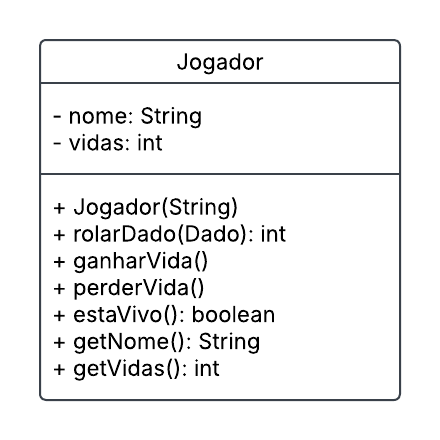 Jogador
- nome: String
- vidas: int
+ Jogador(String)
+ rolarDado(Dado): int
+ ganharVida()
+ perderVida()
+ estaVivo(): boolean
+ getNome(): String
+ getVidas(): int